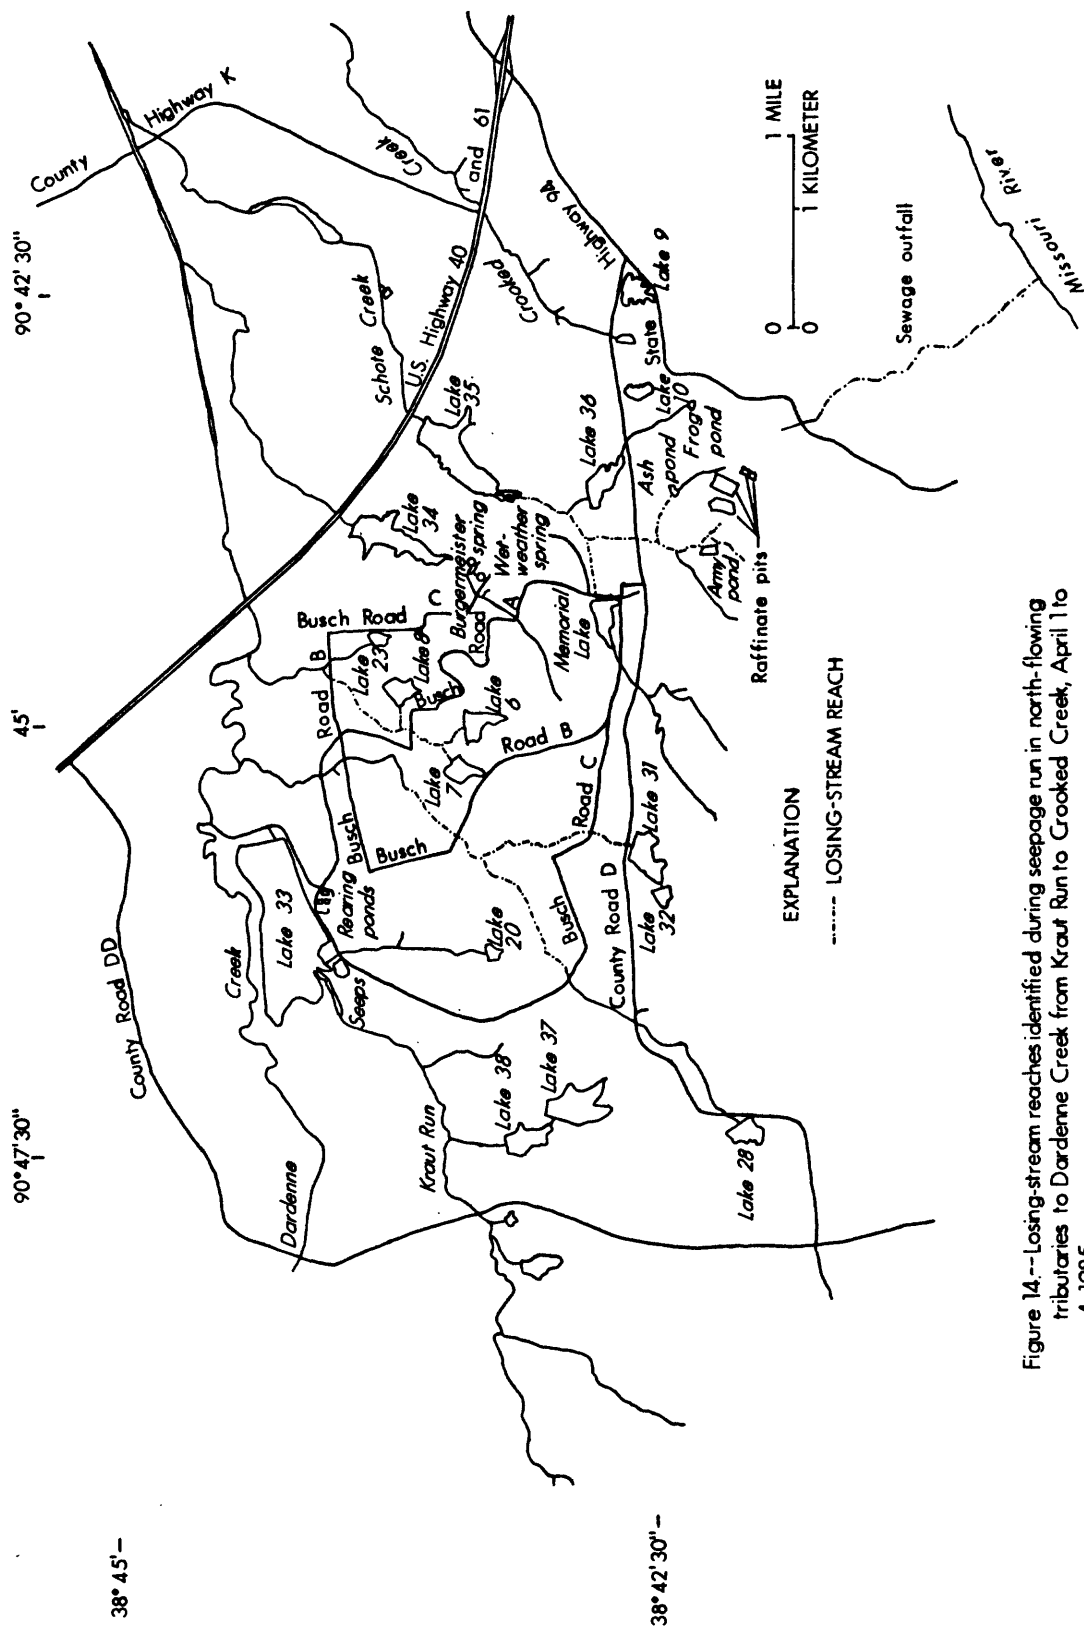 90° 47' 30"
45'
90° 42' 30"
38° 45'
38° 42' 30"
County Road DD
County
Highway K
Dardenne
Creek
Lake 33
Rearing
ponds
Seeps
Kraut Run
Lake 38
Lake 37
Lake 28
Lake
20
Busch
Busch
Road B
Busch Road C
Lake
23
Lake 8
Busch
Road A
Lake
6
Lake
7
Road B
Busch
Road C
County Road D
Lake
32
Lake 31
Memorial
Lake
Burgermeister
spring
Wet-
weather
spring
Lake
34
Lake
35
Schote Creek
U.S. Highway 40 and 61
Crooked
Creek
Lake 36
State
Highway 94
Lake 9
Lake
10
Ash
pond
Frog
pond
Army
pond
Raffinate pits
Sewage outfall
Missouri River
0 1 MILE
0 1 KILOMETER
EXPLANATION
LOSING-STREAM REACH
Figure 14.--Losing-stream reaches identified during seepage run in north-flowing
tributaries to Dardenne Creek from Kraut Run to Crooked Creek, April 1 to